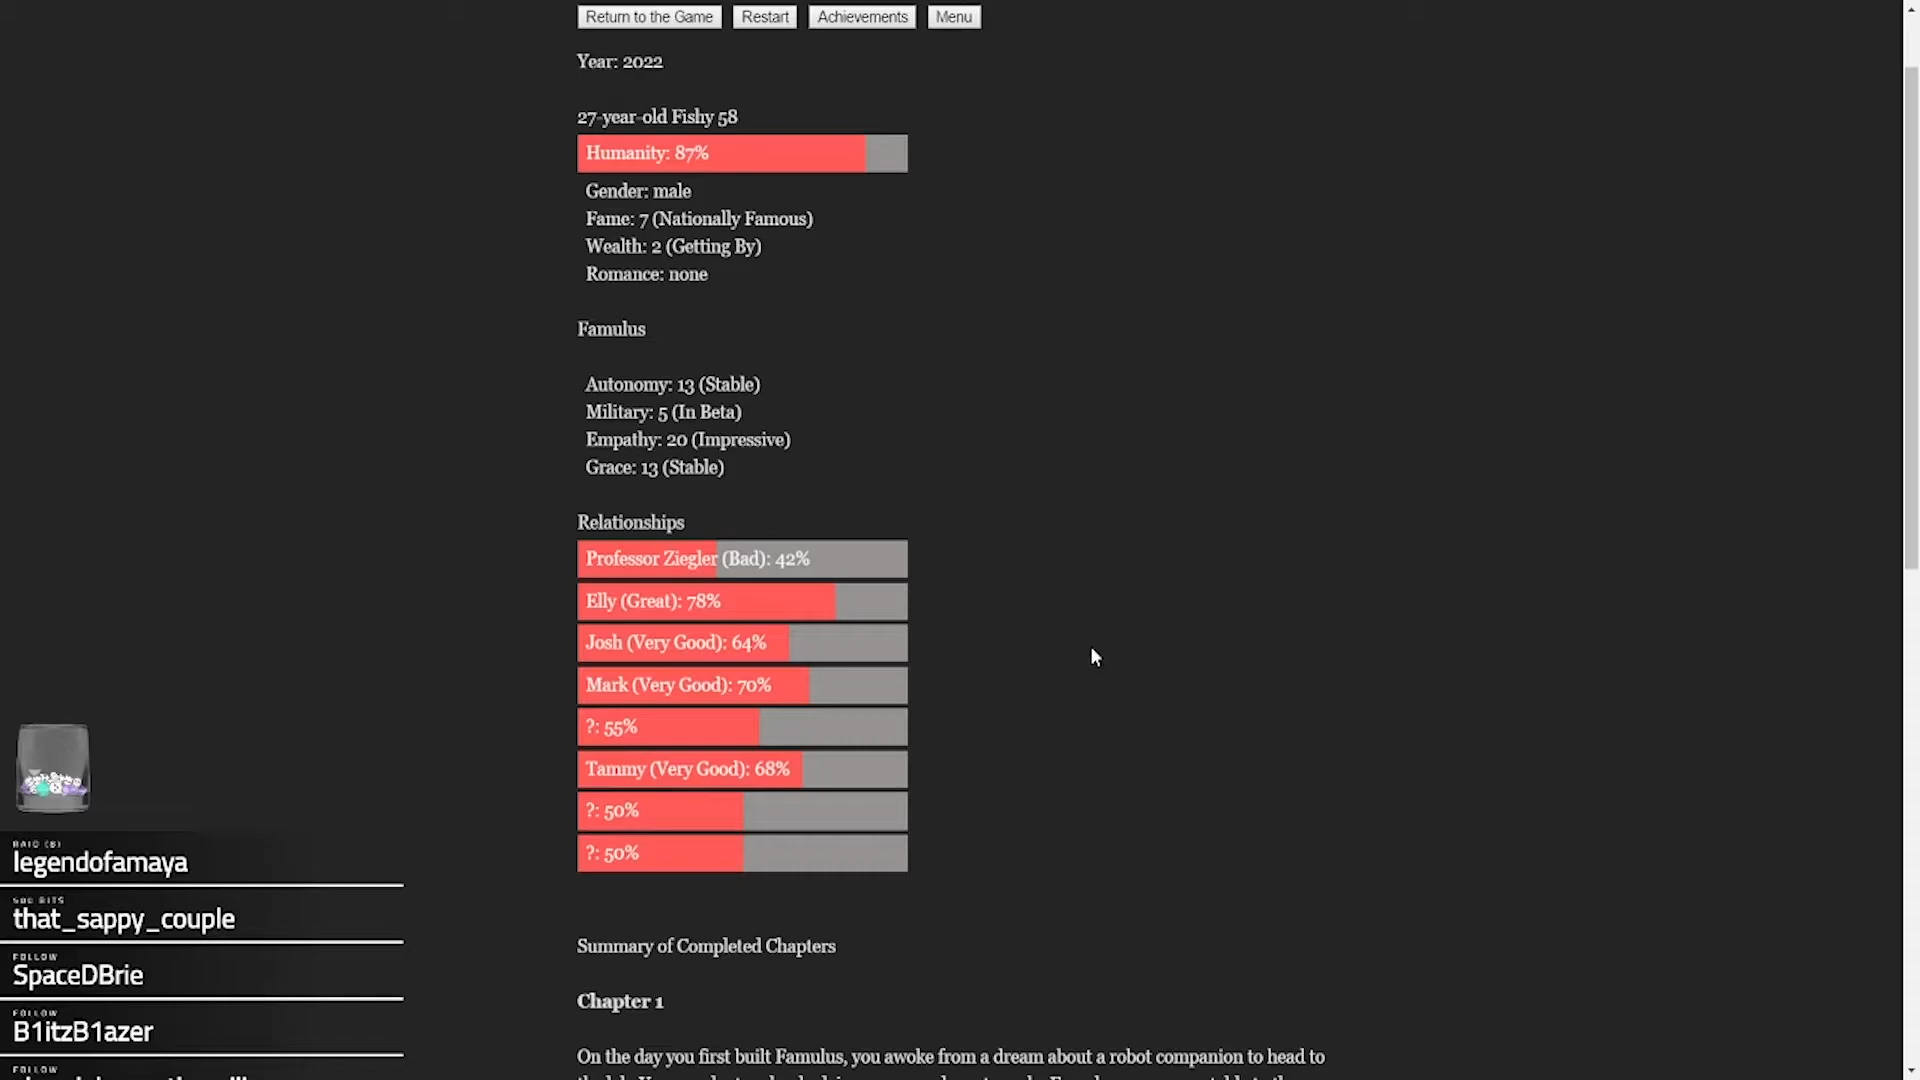 Return to the Game Restart Achievements Menu
Year: 2022
27-year-old Fishy 58
Humanity: 87%
Gender: male
Fame: 7 (Nationally Famous)
Wealth: 2 (Getting By)
Romance: none
Famulus
Autonomy: 13 (Stable)
Military: 5 (In Beta)
Empathy: 20 (Impressive)
Grace: 13 (Stable)
Relationships
Professor Ziegler (Bad): 42%
Elly (Great): 78%
Josh (Very Good): 64%
Mark (Very Good): 70%
?: 55%
Tammy (Very Good): 68%
?: 50%
?: 50%
Summary of Completed Chapters
Chapter 1
On the day you first built Famulus, you awoke from a dream about a robot companion to head to
RAID (8)
legendofamaya
500 BITS
that_sappy_couple
FOLLOW
SpaceDBrie
FOLLOW
B1itzB1azer
FOLLOW